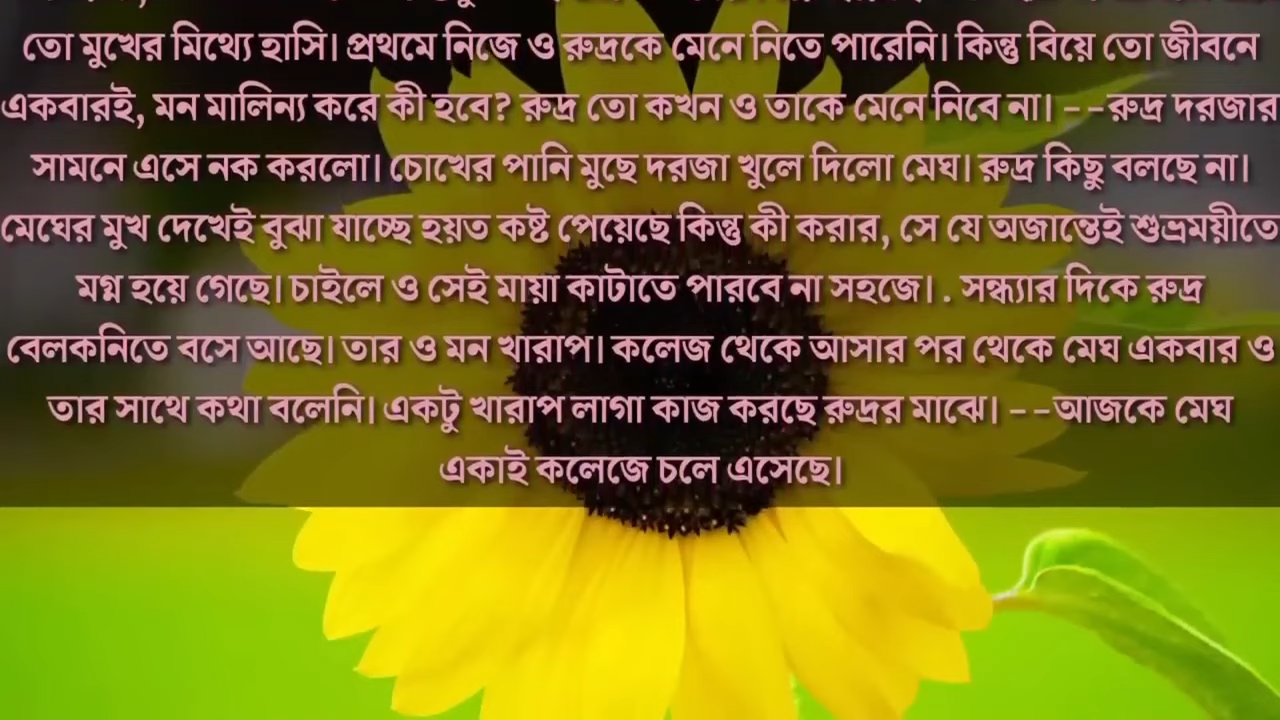 তো মুখের মিথ্যে হাসি। প্রথমে নিজে ও রুদ্রকে মেনে নিতে পারেনি। কিন্তু বিয়ে তো জীবনে
একবারই, মন মালিন্য করে কী হবে? রুদ্র তো কখন ও তাকে মেনে নিবে না। --রুদ্র দরজার
সামনে এসে নক করলো। চোখের পানি মুছে দরজা খুলে দিলো মেঘ। রুদ্র কিছু বলছে না।
মেঘের মুখ দেখেই বুঝা যাচ্ছে হয়ত কষ্ট পেয়েছে কিন্তু কী করার, সে যে অজান্তেই শুভ্রময়ীতে
মগ্ন হয়ে গেছে। চাইলে ও সেই মায়া কাটাতে পারবে না সহজে। . সন্ধ্যার দিকে রুদ্র
বেলকনিতে বসে আছে। তার ও মন খারাপ। কলেজ থেকে আসার পর থেকে মেঘ একবার ও
তার সাথে কথা বলেনি। একটু খারাপ লাগা কাজ করছে রুদ্রর মাঝে। --আজকে মেঘ
একাই কলেজে চলে এসেছে।